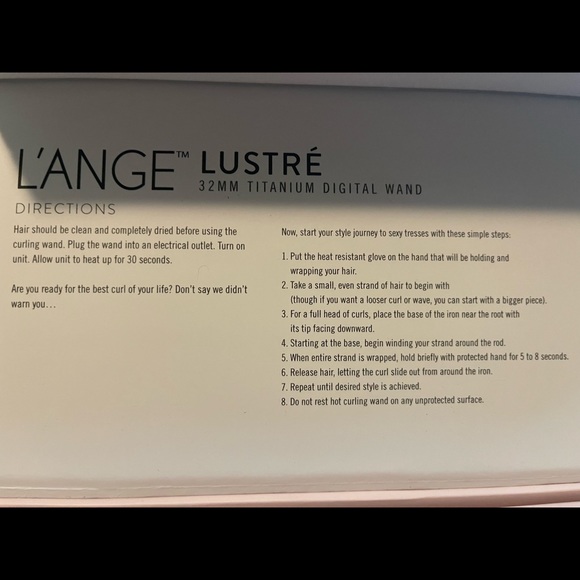 L'ANGE™ LUSTRÉ
32MM TITANIUM DIGITAL WAND
DIRECTIONS
Hair should be clean and completely dried before using the
curling wand. Plug the wand into an electrical outlet. Turn on
unit. Allow unit to heat up for 30 seconds.
Are you ready for the best curl of your life? Don't say we didn't
warn you...
Now, start your style journey to sexy tresses with these simple steps:
1. Put the heat resistant glove on the hand that will be holding and
wrapping your hair.
2. Take a small, even strand of hair to begin with
(though if you want a looser curl or wave, you can start with a bigger piece).
3. For a full head of curls, place the base of the iron near the root with
its tip facing downward.
4. Starting at the base, begin winding your strand around the rod.
5. When entire strand is wrapped, hold briefly with protected hand for 5 to 8 seconds.
6. Release hair, letting the curl slide out from around the iron.
7. Repeat until desired style is achieved.
8. Do not rest hot curling wand on any unprotected surface.